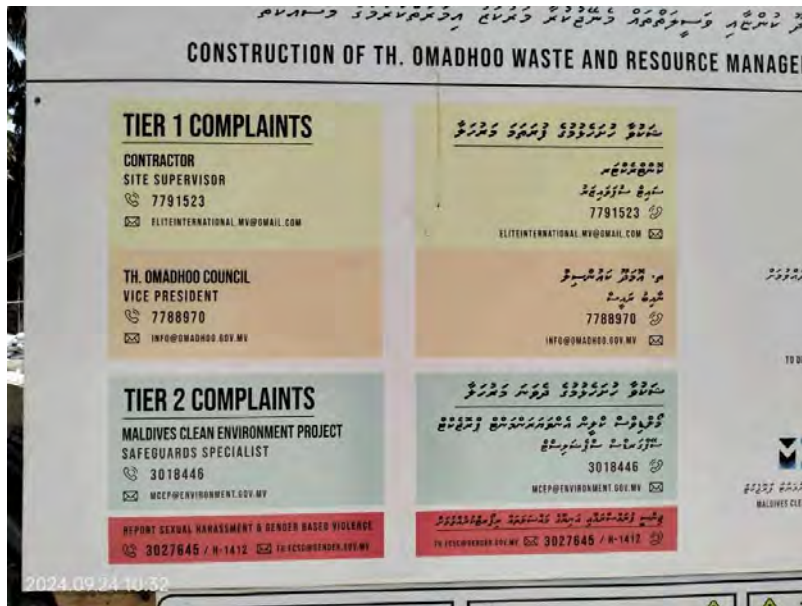 CONSTRUCTION OF TH. OMADHOO WASTE AND RESOURCE
TIER 1 COMPLAINTS
CONTRACTOR
SITE SUPERVISOR
7791523
ELITEINTERNATIONAL.MV@GMAIL.COM
TH. OMADHOO COUNCIL
VICE PRESIDENT
7788970
INFO@OMADHOO.GOV.MV
ޝަކުވާ ހުށަހެޅުމުގެ ފުރަތަމަ މަރުހަލާ
ކޮންޓްރެކްޓަރ
ސައިޓް ސުޕަވައިޒަރު
7791523
ELITEINTERNATIONAL.MV@GMAIL.COM
ތ. އޮމަދޫ ކައުންސިލް
ނާއިބު ރައީސް
7788970
INFO@OMADHOO.GOV.MV
TIER 2 COMPLAINTS
MALDIVES CLEAN ENVIRONMENT PROJECT
SAFEGUARDS SPECIALIST
3018446
MCEP@ENVIRONMENT.GOV.MV
ޝަކުވާ ހުށަހެޅުމުގެ ދެވަނަ މަރުހަލާ
މޯލްޑިވްސް ކްލީން އެންވަޔަރަންމަންޓް ޕްރޮޖެކްޓް
ސޭފްގަރޑްސް ސްޕެޝަލިސްޓް
3018446
MCEP@ENVIRONMENT.GOV.MV
REPORT SEXUAL HARASSMENT & GENDER BASED VIOLENCE
3027645 / H-1412
3027645 / H-1412
2024.09.24 10:32